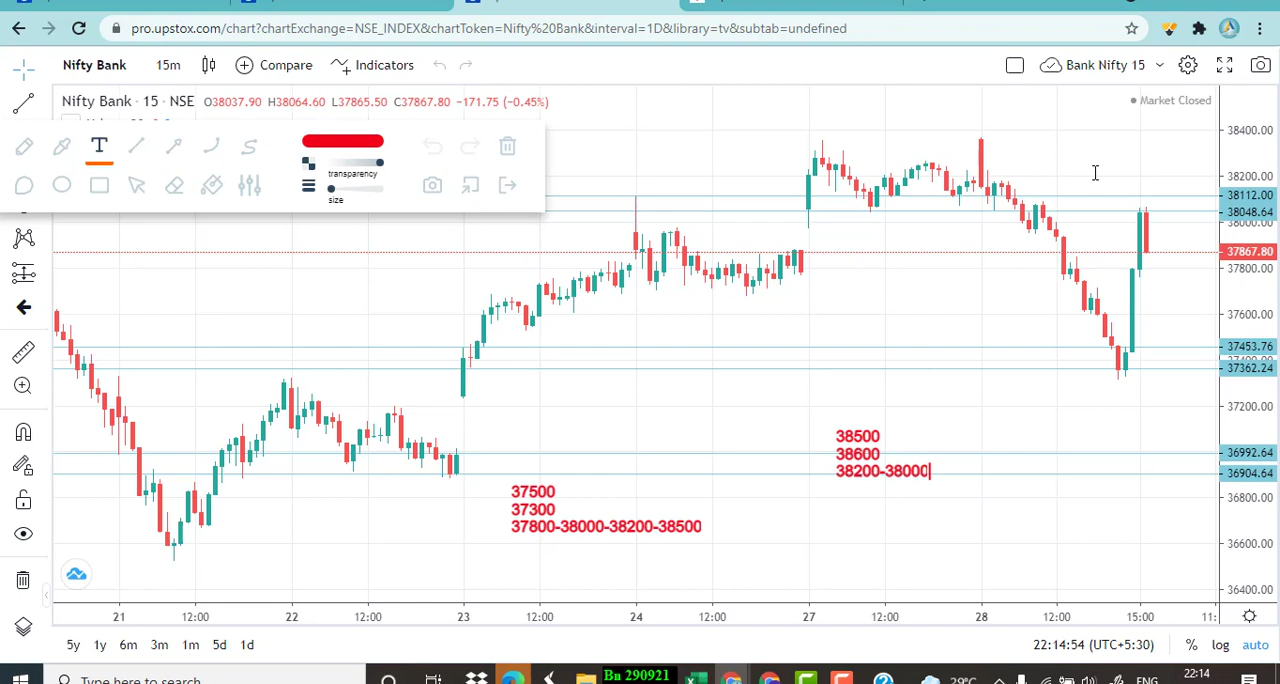 pro.upstox.com/chart?chartExchange=NSE_INDEX&chartToken=Nifty%20Bank&interval=1D&library=tv&subtab=undefined
Nifty Bank 15m Compare Indicators Bank Nifty 15
Nifty Bank · 15 · NSE O38037.90 H38064.60 L37865.50 C37867.80 −171.75 (−0.45%)
Market Closed
transparency
size
38400.00
38200.00
38112.00
38048.64
38000.00
37867.80
37800.00
37600.00
37453.76
37400.00
37362.24
37200.00
36992.64
36904.64
36800.00
36600.00
36400.00
38500
38600
38200-38000
37500
37300
37800-38000-38200-38500
21 12:00 22 12:00 23 12:00 24 12:00 27 12:00 28 12:00 15:00 11:
5y 1y 6m 3m 1m 5d 1d
22:14:54 (UTC+5:30) % log auto
Type here to search
Bn 290921
29°C
ENG
22:14